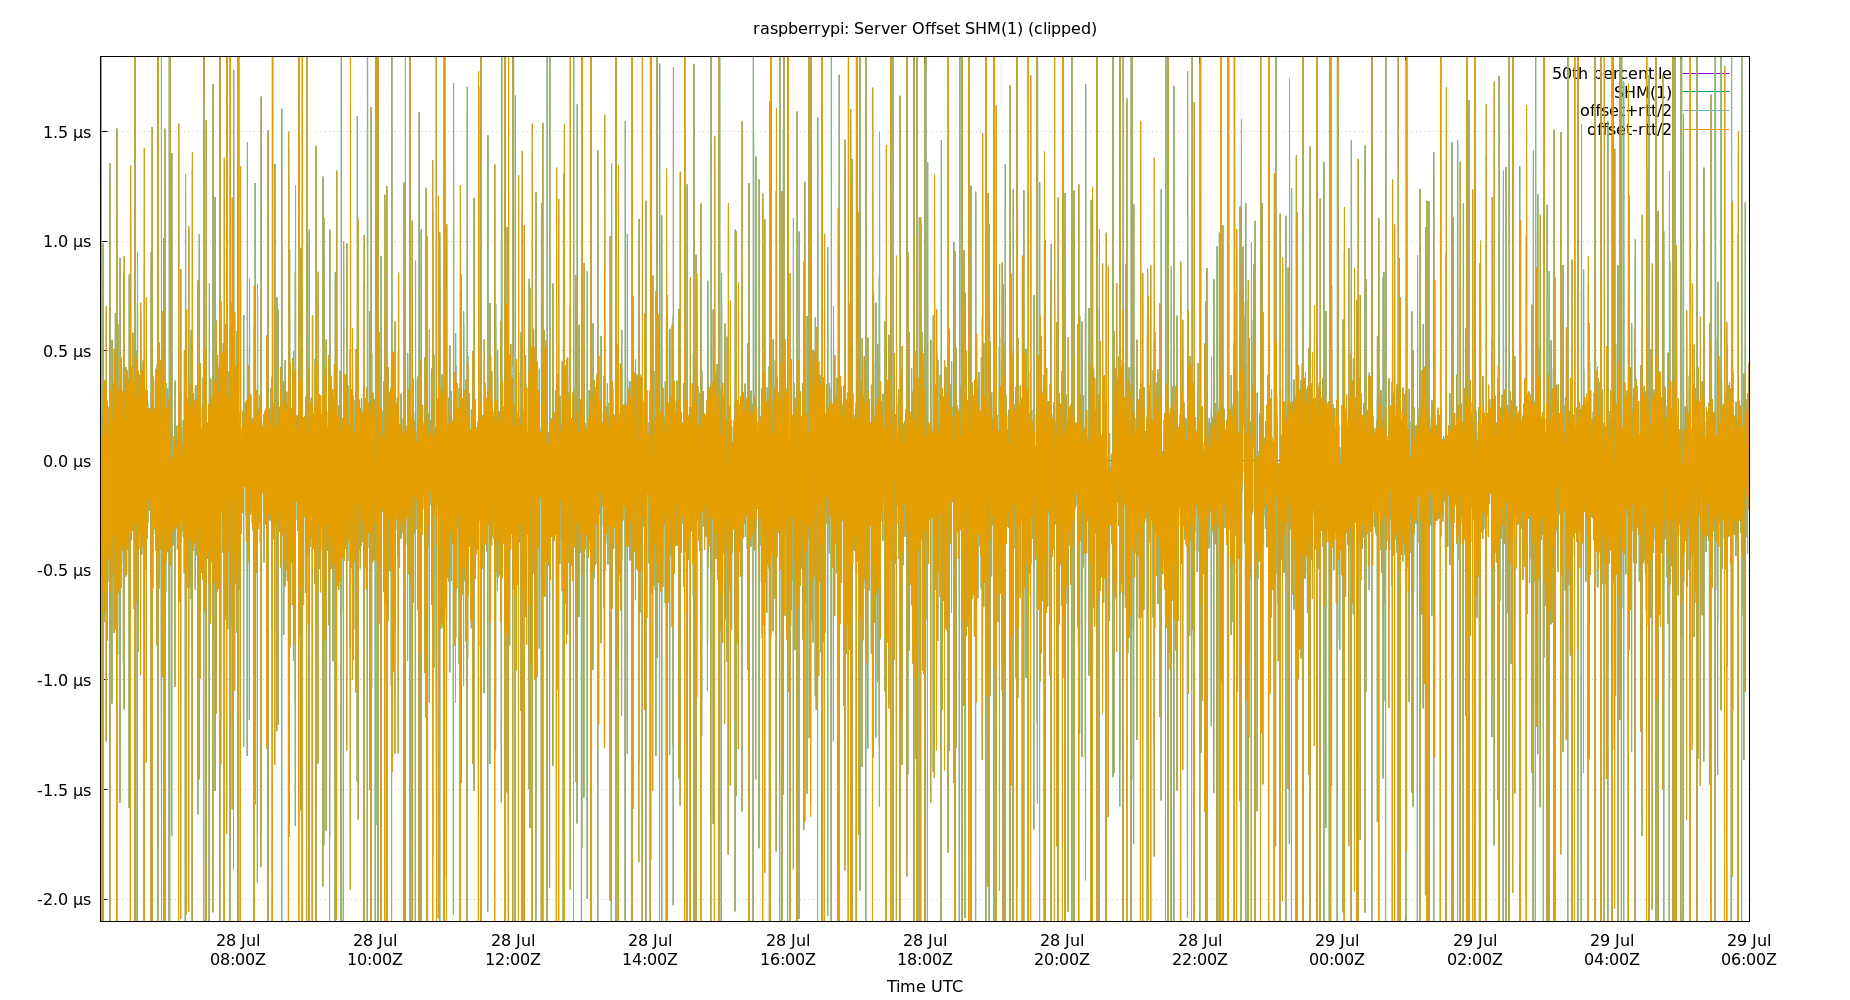 raspberrypi: Server Offset SHM(1) (clipped)
50th percentile
SHM(1)
offset+rtt/2
offset-rtt/2
1.5 µs
1.0 µs
0.5 µs
0.0 µs
-0.5 µs
-1.0 µs
-1.5 µs
-2.0 µs
28 Jul 28 Jul 28 Jul 28 Jul 28 Jul 28 Jul 28 Jul 28 Jul 29 Jul 29 Jul 29 Jul 29 Jul
08:00Z 10:00Z 12:00Z 14:00Z 16:00Z 18:00Z 20:00Z 22:00Z 00:00Z 02:00Z 04:00Z 06:00Z
Time UTC